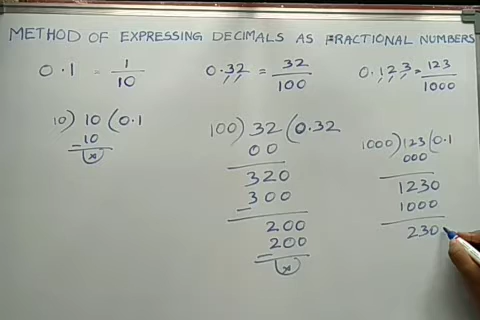 METHOD OF EXPRESSING DECIMALS AS FRACTIONAL NUMBERS
0.1 = 1/10
10) 10 (0.1
-10
x
0.32 = 32/100
100) 32 (0.32
00
320
- 300
200
- 200
x
0.123 = 123/1000
1000) 123 (0.1
000
1230
1000
230